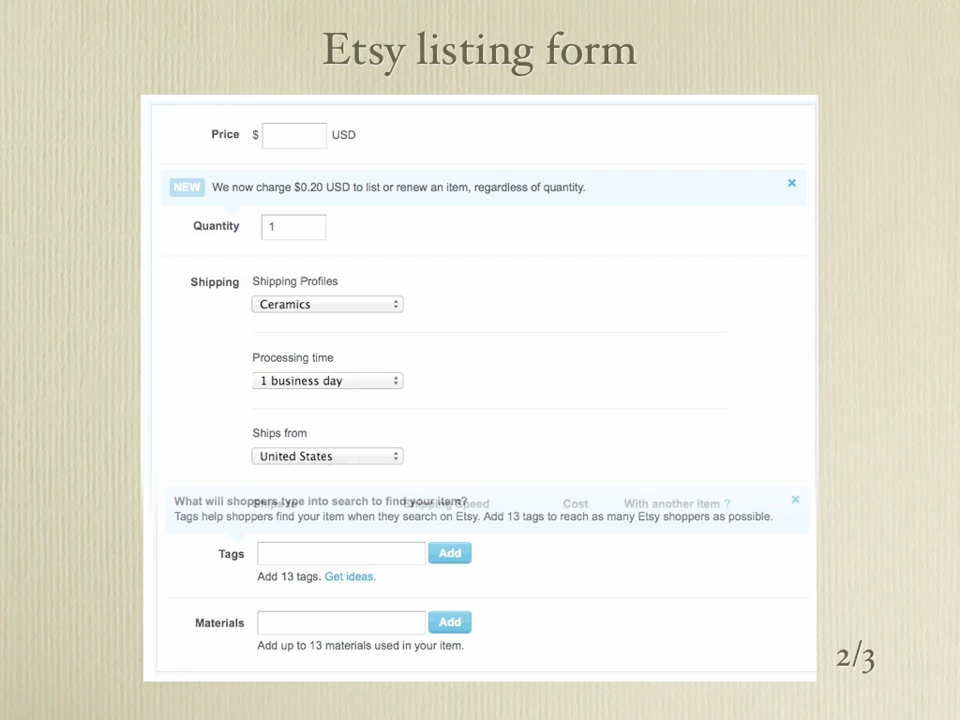 Etsy listing form
Price $ USD
NEW We now charge $0.20 USD to list or renew an item, regardless of quantity. ×
Quantity 1
Shipping Shipping Profiles
Ceramics
Processing time
1 business day
Ships from
United States
What will shoppers type into search to find your item? ×
Ships to Shipping Speed Cost With another item ?
Tags help shoppers find your item when they search on Etsy. Add 13 tags to reach as many Etsy shoppers as possible.
Tags Add
Add 13 tags. Get ideas.
Materials Add
Add up to 13 materials used in your item.
2/3